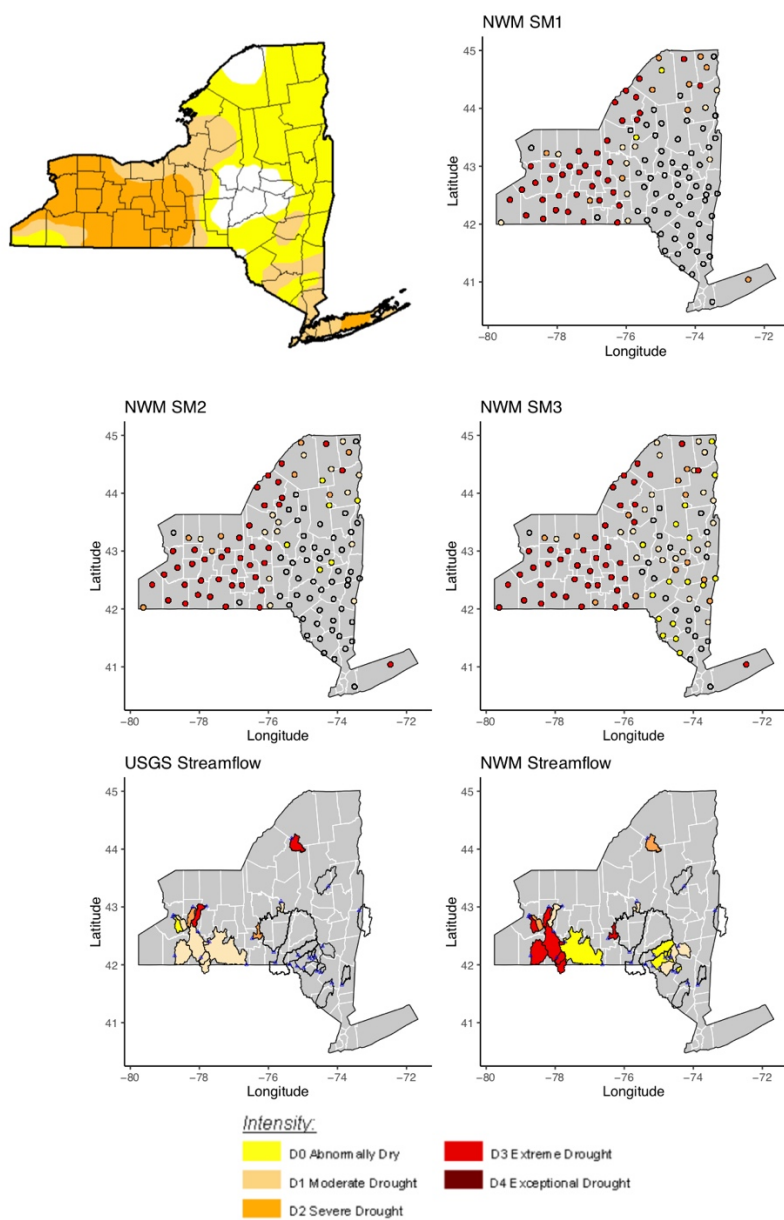 NWM SM1
45
44
43
42
41
Latitude
−80 −78 −76 −74 −72
Longitude
NWM SM2
45
44
43
42
41
Latitude
−80 −78 −76 −74 −72
Longitude
NWM SM3
45
44
43
42
41
Latitude
−80 −78 −76 −74 −72
Longitude
USGS Streamflow
45
44
43
42
41
Latitude
−80 −78 −76 −74 −72
Longitude
NWM Streamflow
45
44
43
42
41
Latitude
−80 −78 −76 −74 −72
Longitude
Intensity:
D0 Abnormally Dry
D1 Moderate Drought
D2 Severe Drought
D3 Extreme Drought
D4 Exceptional Drought